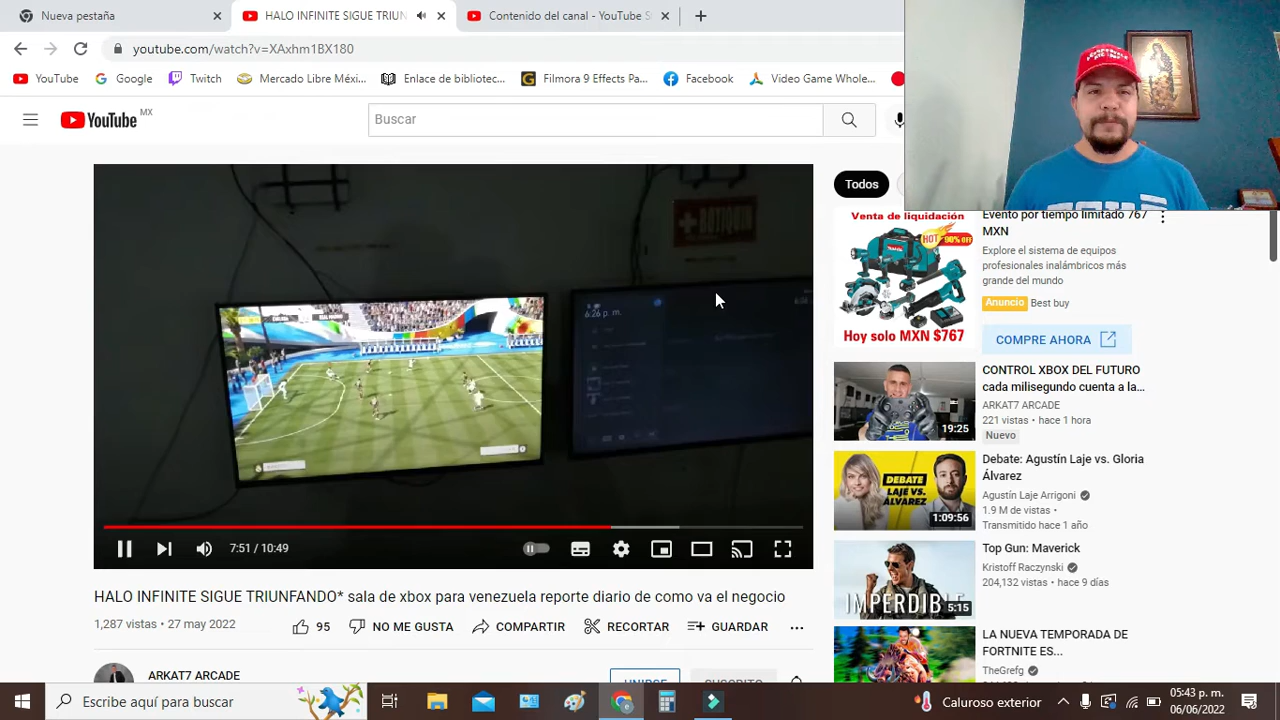 Nueva pestaña
HALO INFINITE SIGUE TRIUN
Contenido del canal - YouTube S
youtube.com/watch?v=XAxhm1BX180
YouTube
Google
Twitch
Mercado Libre Méxi...
Enlace de bibliotec...
Filmora 9 Effects Pa...
Facebook
Video Game Whole...
YouTube MX
Buscar
Todos
Venta de liquidación
HOT 90% OFF
Hoy solo MXN $767
Evento por tiempo limitado 767
MXN
Explore el sistema de equipos
profesionales inalámbricos más
grande del mundo
Anuncio Best buy
COMPRE AHORA
6:26 p. m.
CONTROL XBOX DEL FUTURO
cada milisegundo cuenta a la...
ARKAT7 ARCADE
221 vistas • hace 1 hora
Nuevo
19:25
DEBATE
LAJE VS.
ÁLVAREZ
1:09:56
Debate: Agustín Laje vs. Gloria
Álvarez
Agustín Laje Arrigoni
1.9 M de vistas •
Transmitido hace 1 año
IMPERDIBLE
5:15
Top Gun: Maverick
Kristoff Raczynski
204,132 vistas • hace 9 días
LA NUEVA TEMPORADA DE
FORTNITE ES...
TheGrefg
7:51 / 10:49
HALO INFINITE SIGUE TRIUNFANDO* sala de xbox para venezuela reporte diario de como va el negocio
1,287 vistas • 27 may 2022
95
NO ME GUSTA
COMPARTIR
RECORTAR
GUARDAR
ARKAT7 ARCADE
UNIRSE
SUSCRITO
Escribe aquí para buscar
Caluroso exterior
05:43 p. m.
06/06/2022